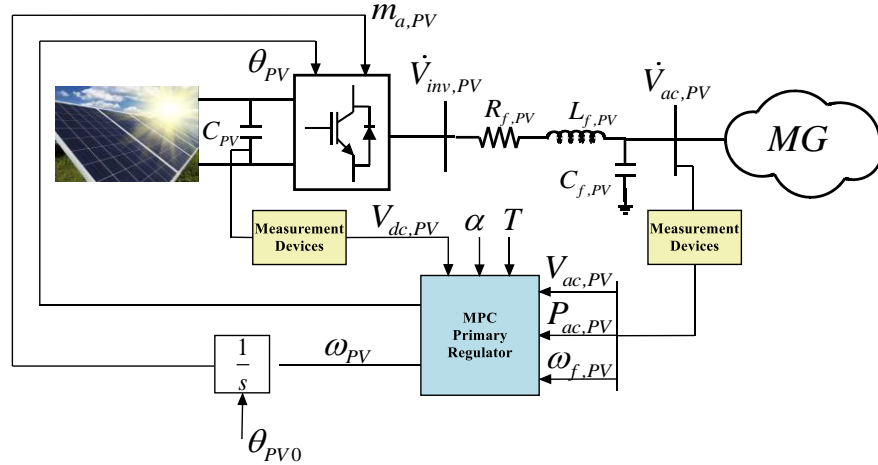 m_{a,PV}
θ_{PV}
C_{PV}
V̇_{inv,PV}
R_{f,PV}
L_{f,PV}
C_{f,PV}
V̇_{ac,PV}
MG
Measurement
Devices
V_{dc,PV}
α
T
Measurement
Devices
MPC
Primary
Regulator
V_{ac,PV}
P_{ac,PV}
ω_{f,PV}
ω_{PV}
1
s
θ_{PV0}